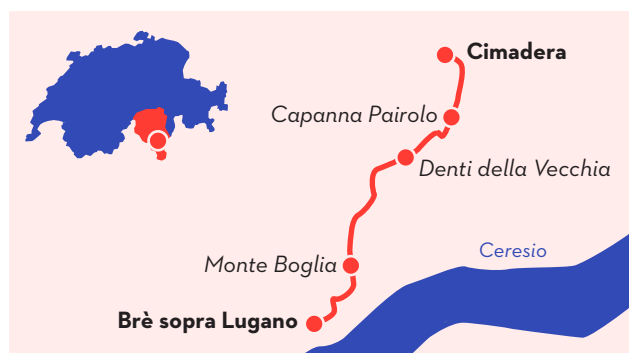 Cimadera
Capanna Pairolo
Denti della Vecchia
Ceresio
Monte Boglia
Brè sopra Lugano